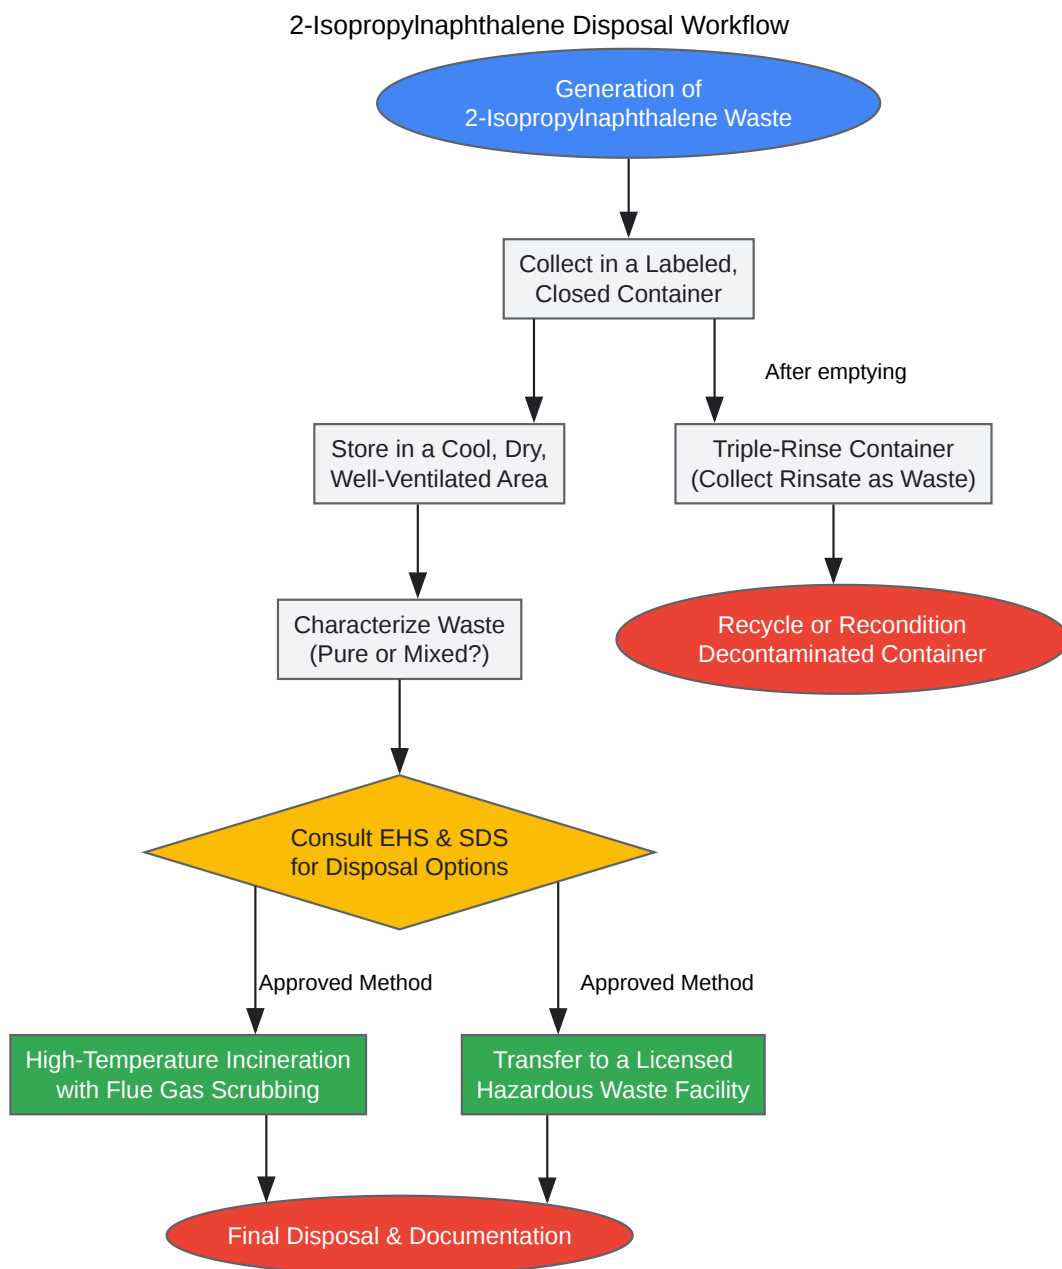 2-Isopropylnaphthalene Disposal Workflow
Generation of
2-Isopropylnaphthalene Waste
Collect in a Labeled,
Closed Container
After emptying
Store in a Cool, Dry,
Well-Ventilated Area
Triple-Rinse Container
(Collect Rinsate as Waste)
Characterize Waste
(Pure or Mixed?)
Recycle or Recondition
Decontaminated Container
Consult EHS & SDS
for Disposal Options
Approved Method
Approved Method
High-Temperature Incineration
with Flue Gas Scrubbing
Transfer to a Licensed
Hazardous Waste Facility
Final Disposal & Documentation